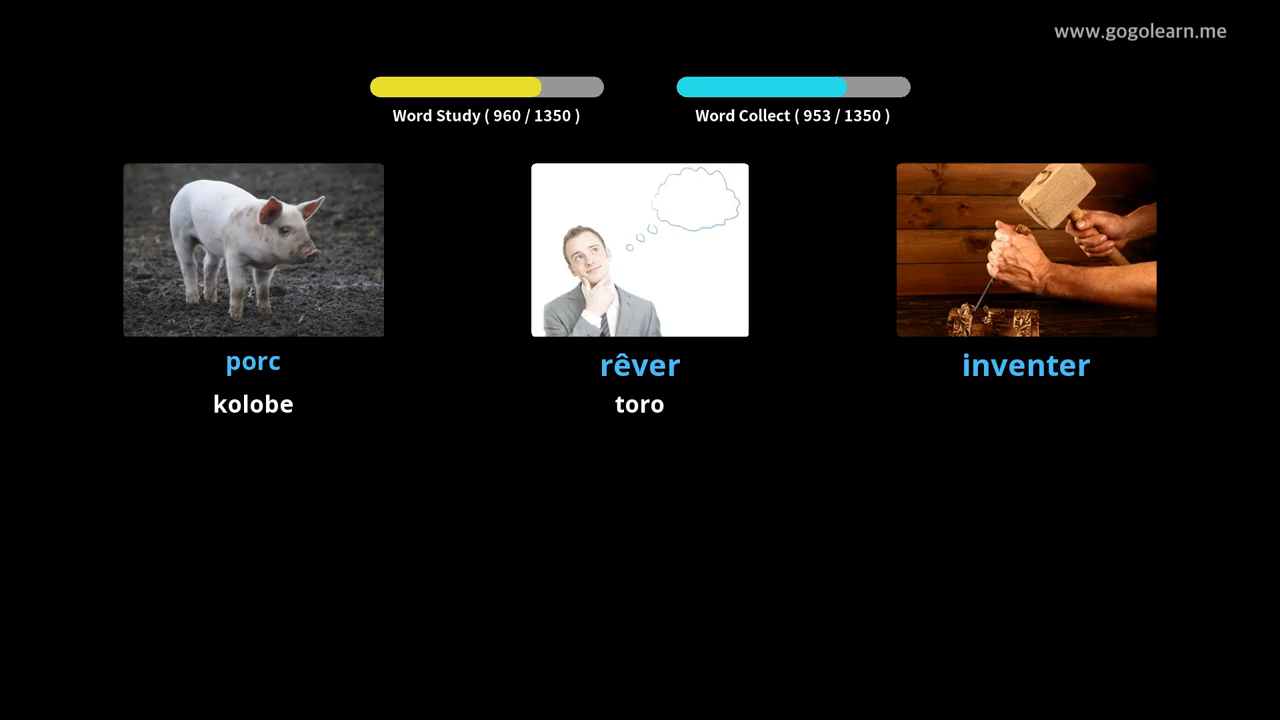 www.gogolearn.me
Word Study ( 960 / 1350 )
Word Collect ( 953 / 1350 )
porc
rêver
inventer
kolobe
toro